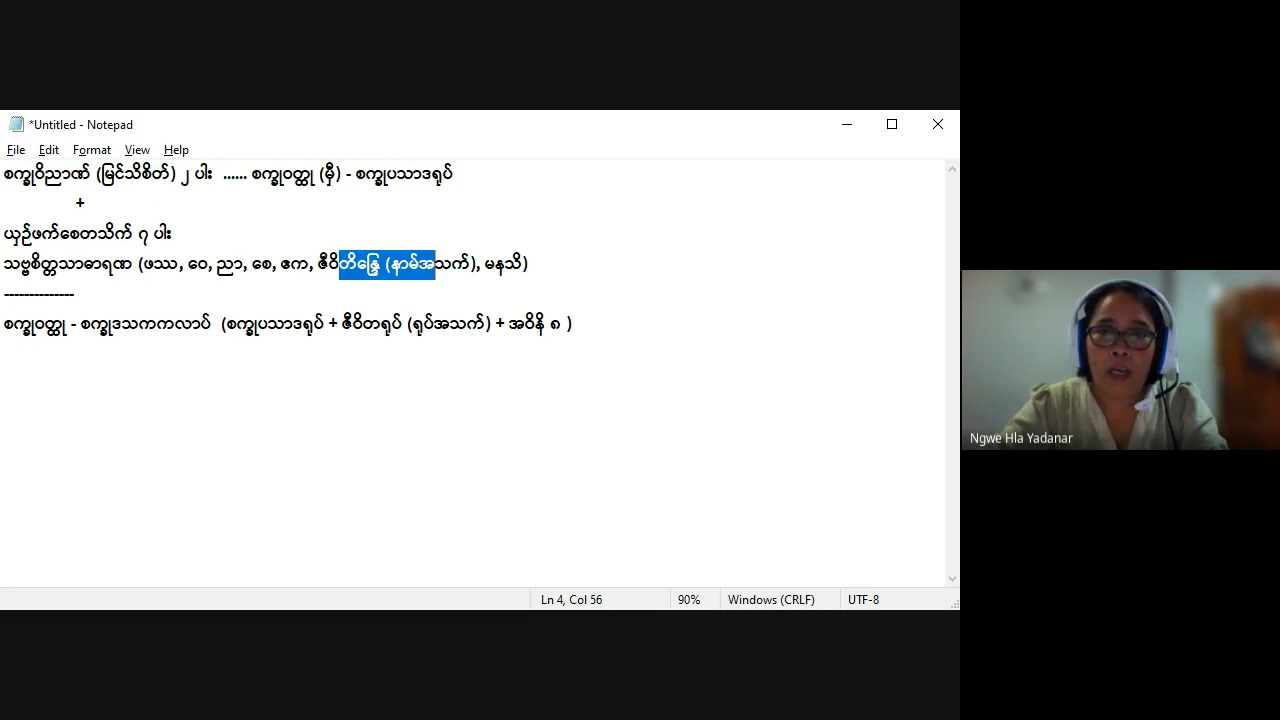 *Untitled - Notepad
File Edit Format View Help
စက္ခုဝိညာဏ် (မြင်သိစိတ်) ၂ ပါး ...... စက္ခုဝတ္ထု (မှီ) - စက္ခုပသာဒရုပ်
+
ယှဉ်ဖက်စေတသိက် ၇ ပါး
သဗ္ဗစိတ္တသာဓာရဏ (ဖဿ, ဝေ, ညာ, စေ, ဧက, ဇီဝိတိန္ဒြေ (နာမ်အသက်), မနသိ)
--------------
စက္ခုဝတ္ထု - စက္ခုဒသကကလာပ် (စက္ခုပသာဒရုပ် + ဇီဝိတရုပ် (ရုပ်အသက်) + အဝိနိ ၈ )
Ngwe Hla Yadanar
Ln 4, Col 56 90% Windows (CRLF) UTF-8